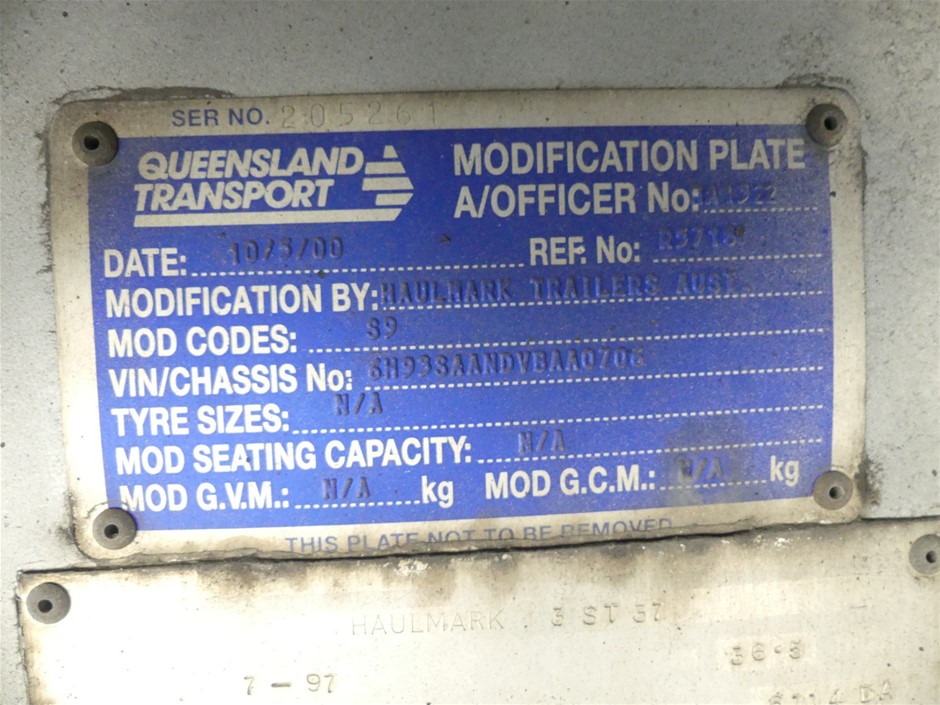 SER NO. 205261
QUEENSLAND
TRANSPORT
MODIFICATION PLATE
A/OFFICER No:
DATE: 10/5/00
REF. No:
MODIFICATION BY: HAULMARK TRAILERS AUST.
MOD CODES: S9
VIN/CHASSIS No:
TYRE SIZES: N/A
MOD SEATING CAPACITY: N/A
MOD G.V.M.: N/A kg
MOD G.C.M.: N/A kg
THIS PLATE NOT TO BE REMOVED
HAULMARK 3 ST 37
36.5
7 - 97